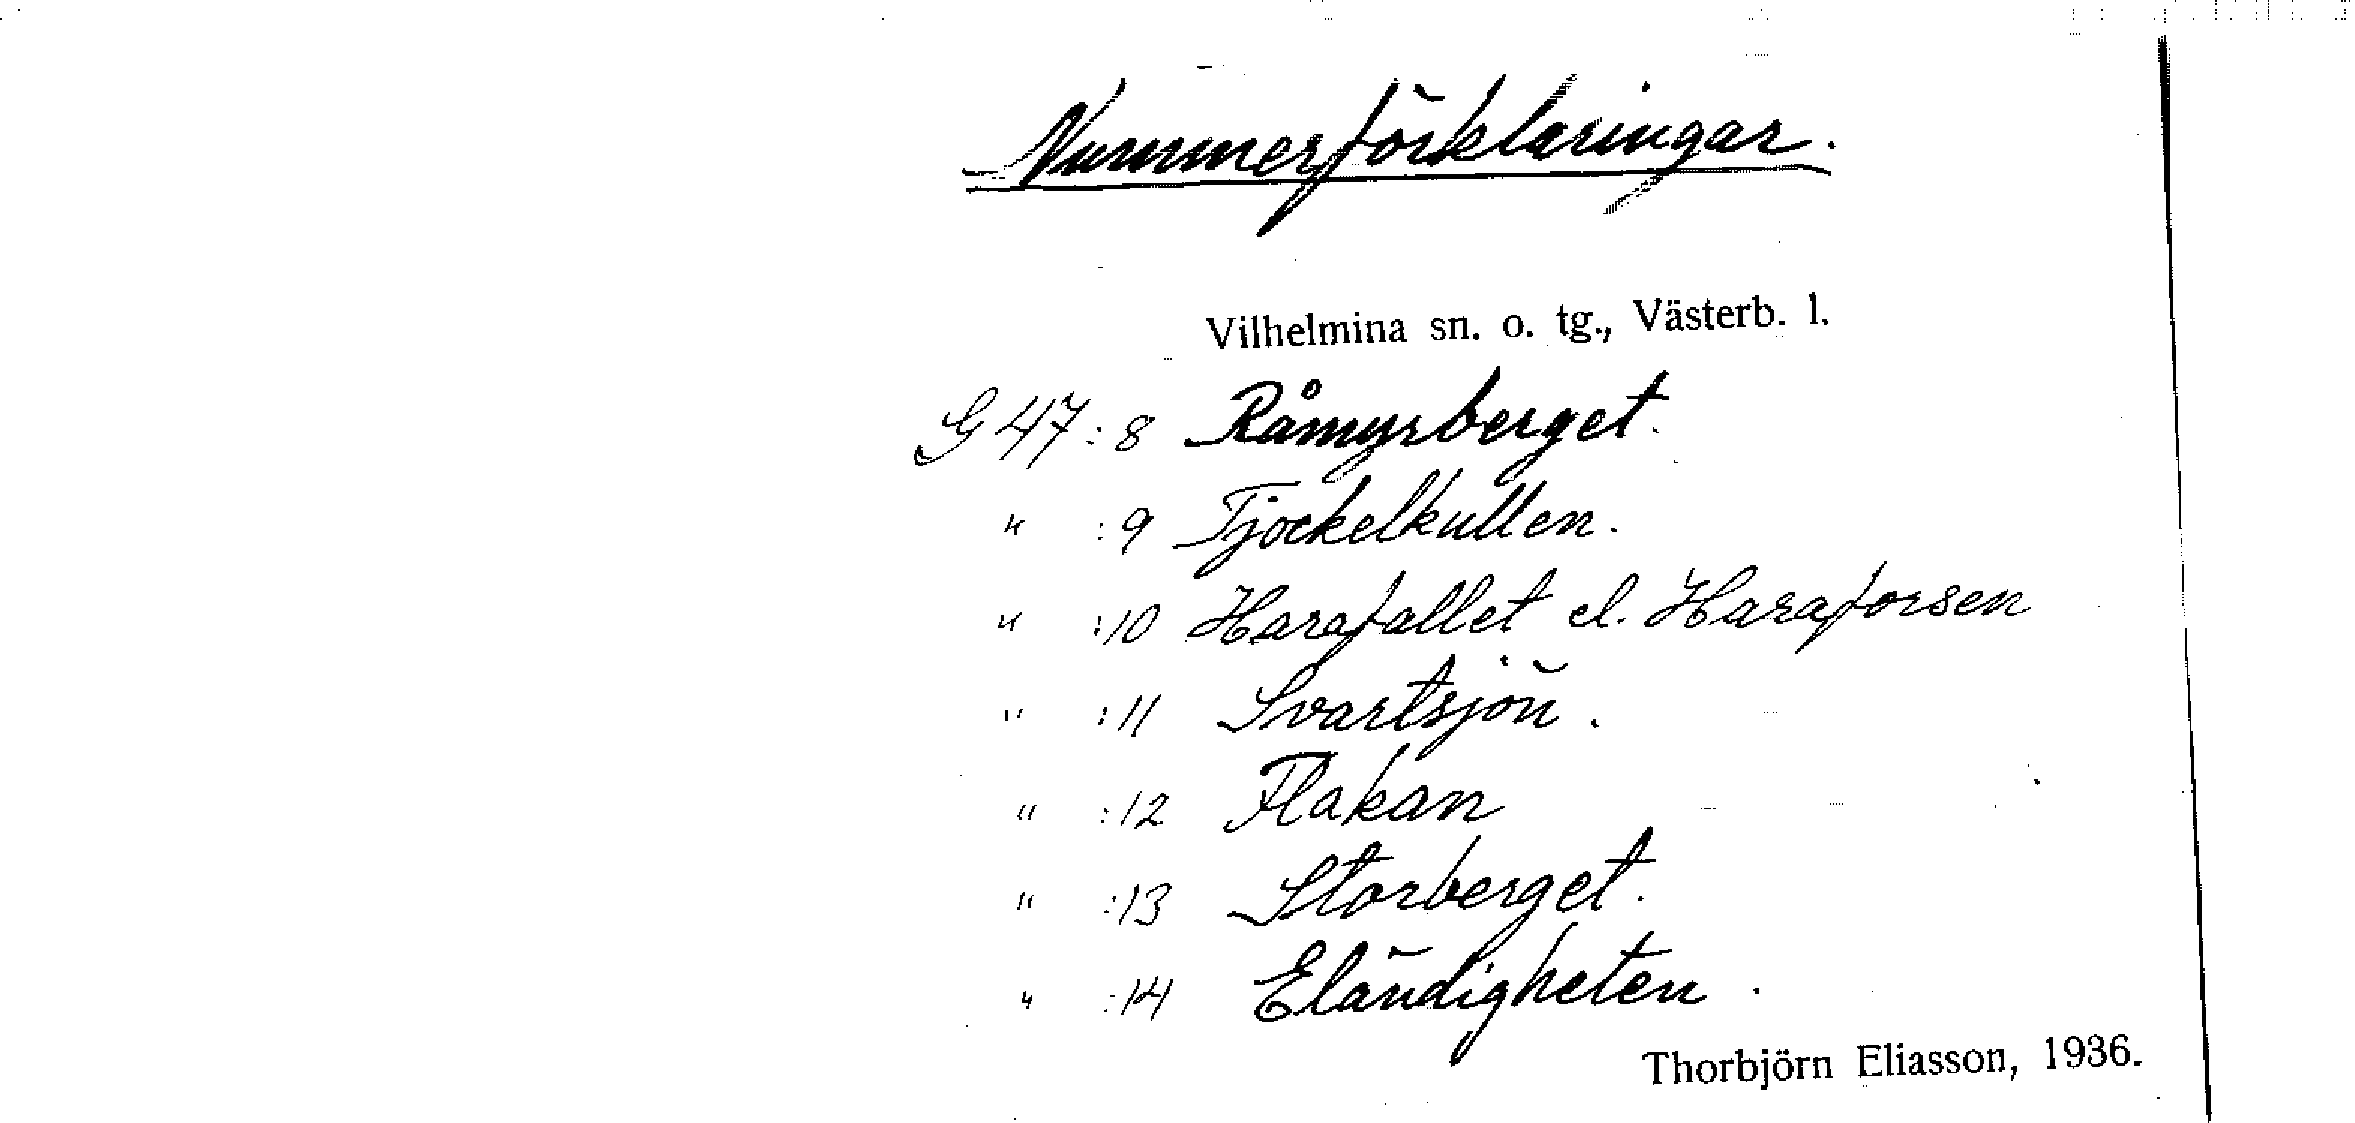 Nummerförklaringar.
Vilhelmina sn. o. tg., Västerb. l.
G 47:8 Råmyrberget.
" :9 Tjockelkullen.
" :10 Harafallet el. Haraforsen
" :11 Svartsjön.
" :12 Flakan
" :13 Storberget.
" :14 Eländigheten.
Thorbjörn Eliasson, 1936.